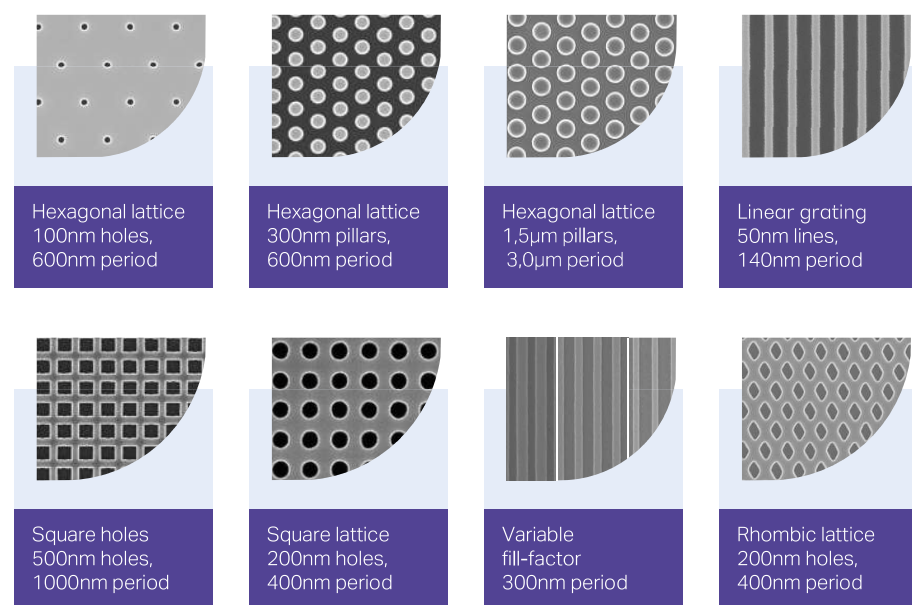 Hexagonal lattice
100nm holes,
600nm period
Hexagonal lattice
300nm pillars,
600nm period
Hexagonal lattice
1,5µm pillars,
3,0µm period
Linear grating
50nm lines,
140nm period
Square holes
500nm holes,
1000nm period
Square lattice
200nm holes,
400nm period
Variable
fill-factor
300nm period
Rhombic lattice
200nm holes,
400nm period